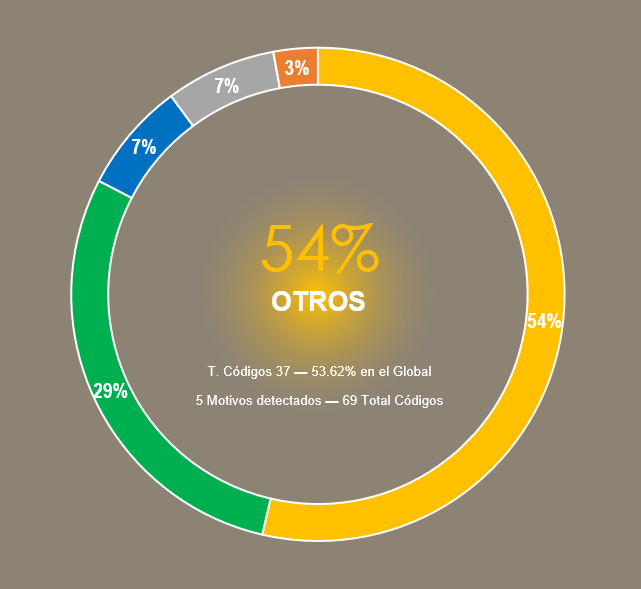 3%
7%
7%
54%
OTROS
54%
T. Códigos 37 — 53.62% en el Global
29%
5 Motivos detectados — 69 Total Códigos